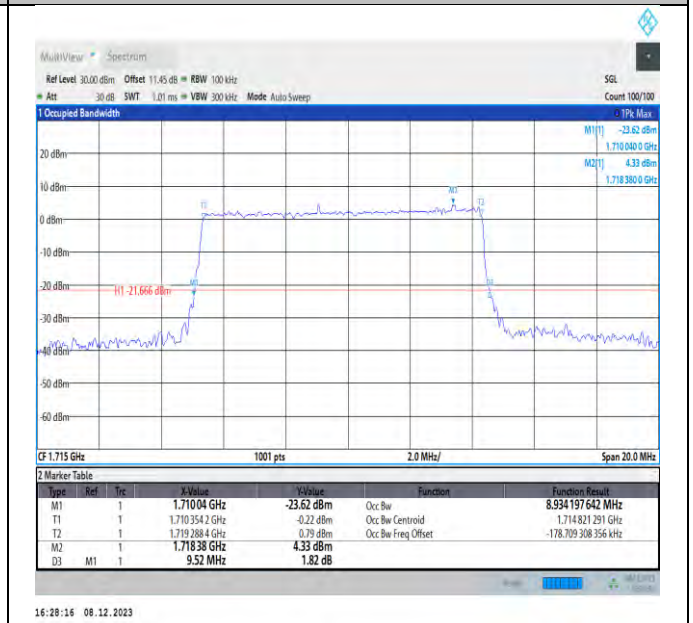 MultiView Spectrum
Ref Level 30.00 dBm Offset 11.45 dB RBW 100 kHz SGL
Att 30 dB SWT 1.01 ms VBW 300 kHz Mode Auto Sweep Count 100/100
1 Occupied Bandwidth 1Pk Max
M1[1] -23.62 dBm
1.710 040 0 GHz
M2[1] 4.33 dBm
1.718 380 0 GHz
20 dBm
10 dBm
0 dBm
-10 dBm
-20 dBm
H1 -21.666 dBm
-30 dBm
-40 dBm
-50 dBm
-60 dBm
CF 1.715 GHz 1001 pts 2.0 MHz/ Span 20.0 MHz
2 Marker Table
Type Ref Trc X-Value Y-Value Function Function Result
M1 1 1.71004 GHz -23.62 dBm Occ Bw 8.934 197 642 MHz
T1 1 1.710 354 2 GHz -0.22 dBm Occ Bw Centroid 1.714 821 291 GHz
T2 1 1.719 288 4 GHz 0.79 dBm Occ Bw Freq Offset -178.709 308 356 kHz
M2 1 1.71838 GHz 4.33 dBm
D3 M1 1 9.52 MHz 1.82 dB
16:28:16 08.12.2023